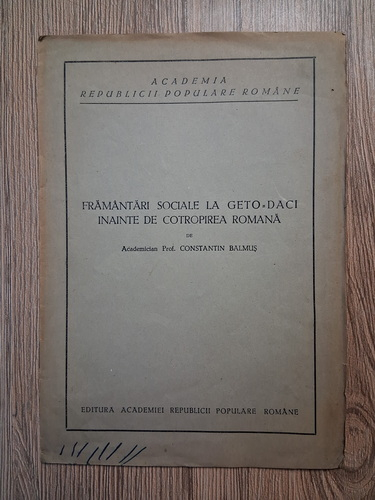 ACADEMIA
REPUBLICII POPULARE ROMÂNE
FRĂMÂNTĂRI SOCIALE LA GETO-DACI
INAINTE DE COTROPIREA ROMANĂ
DE
Academician Prof. CONSTANTIN BALMUȘ
EDITURA ACADEMIEI REPUBLICII POPULARE ROMÂNE